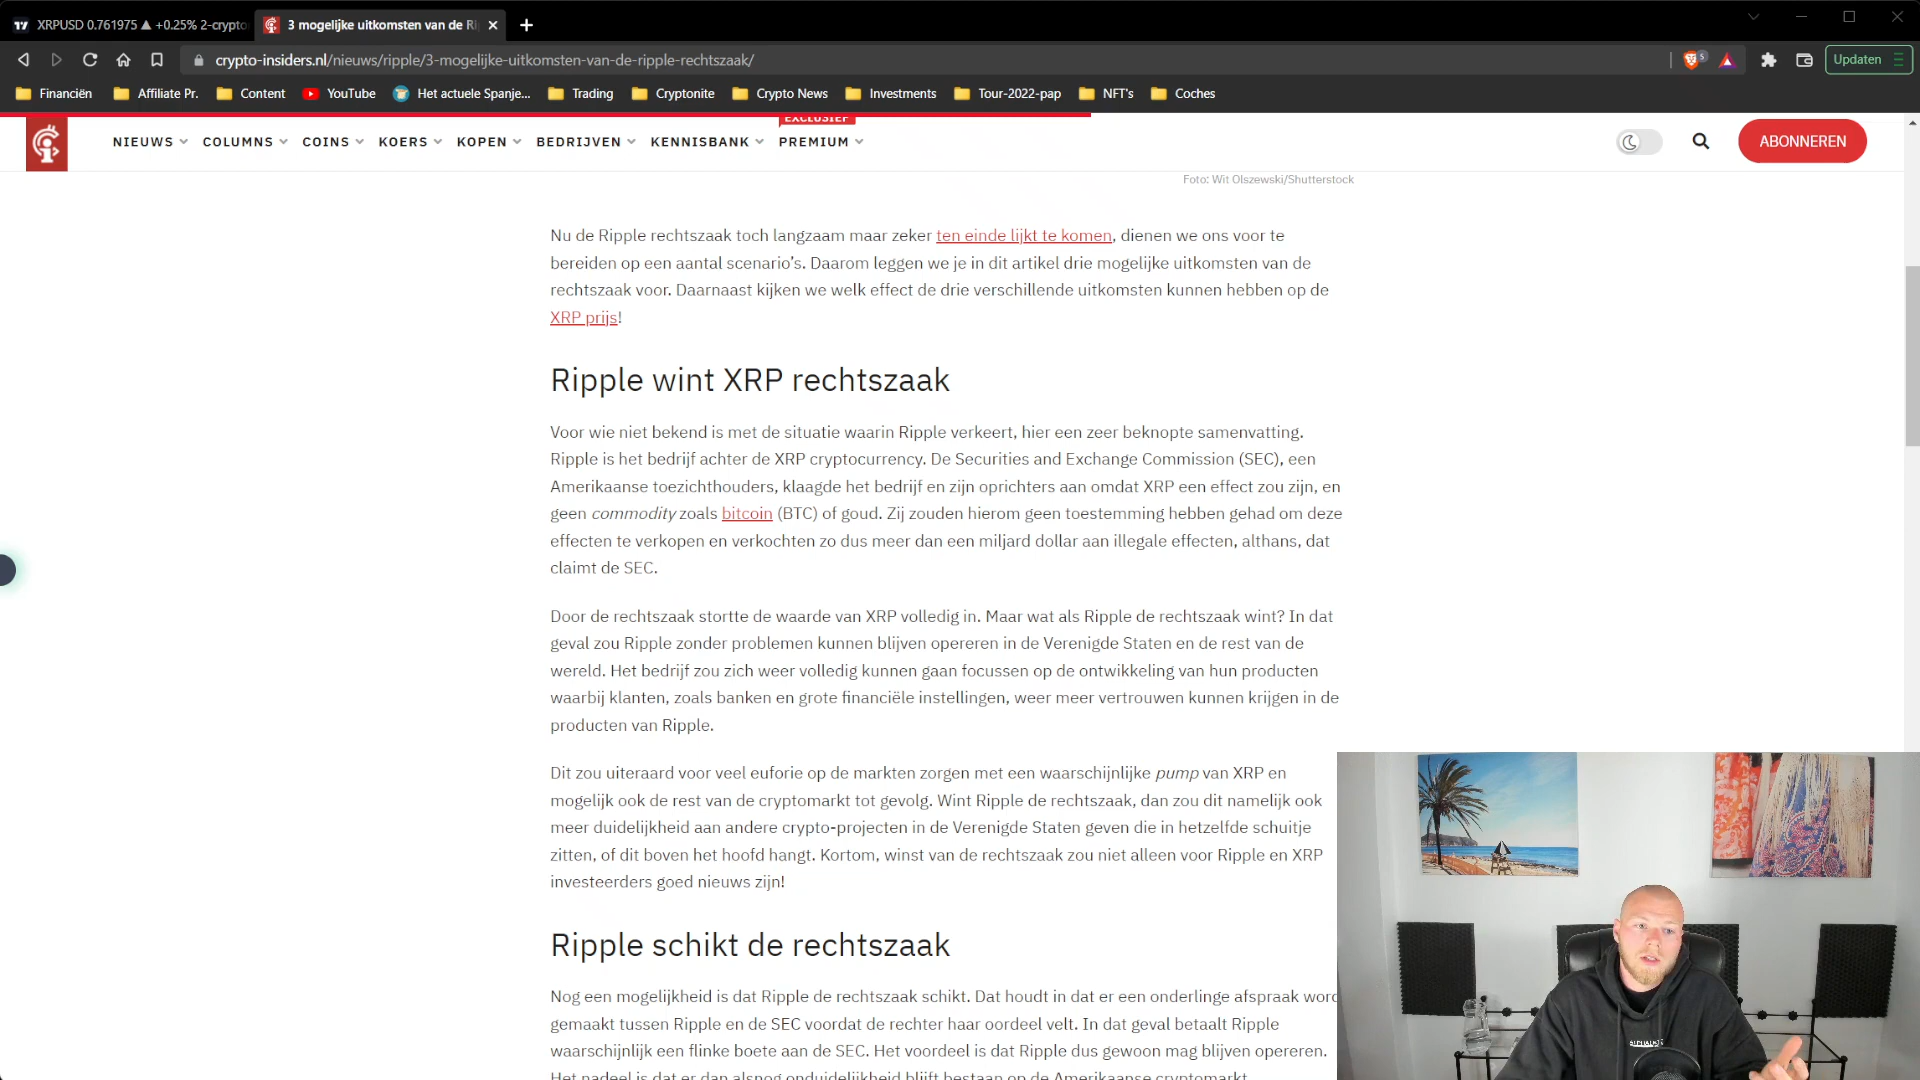 XRPUSD 0.761975 ▲ +0.25% 2-crypto
3 mogelijke uitkomsten van de Ri
crypto-insiders.nl/nieuws/ripple/3-mogelijke-uitkomsten-van-de-ripple-rechtszaak/
5
Updaten
Financiën Affiliate Pr. Content YouTube Het actuele Spanje... Trading Cryptonite Crypto News Investments Tour-2022-pap NFT's Coches
EXCLUSIEF
NIEUWS COLUMNS COINS KOERS KOPEN BEDRIJVEN KENNISBANK PREMIUM
ABONNEREN
Foto: Wit Olszewski/Shutterstock
Nu de Ripple rechtszaak toch langzaam maar zeker ten einde lijkt te komen, dienen we ons voor te
bereiden op een aantal scenario's. Daarom leggen we je in dit artikel drie mogelijke uitkomsten van de
rechtszaak voor. Daarnaast kijken we welk effect de drie verschillende uitkomsten kunnen hebben op de
XRP prijs!
Ripple wint XRP rechtszaak
Voor wie niet bekend is met de situatie waarin Ripple verkeert, hier een zeer beknopte samenvatting.
Ripple is het bedrijf achter de XRP cryptocurrency. De Securities and Exchange Commission (SEC), een
Amerikaanse toezichthouders, klaagde het bedrijf en zijn oprichters aan omdat XRP een effect zou zijn, en
geen commodity zoals bitcoin (BTC) of goud. Zij zouden hierom geen toestemming hebben gehad om deze
effecten te verkopen en verkochten zo dus meer dan een miljard dollar aan illegale effecten, althans, dat
claimt de SEC.
Door de rechtszaak stortte de waarde van XRP volledig in. Maar wat als Ripple de rechtszaak wint? In dat
geval zou Ripple zonder problemen kunnen blijven opereren in de Verenigde Staten en de rest van de
wereld. Het bedrijf zou zich weer volledig kunnen gaan focussen op de ontwikkeling van hun producten
waarbij klanten, zoals banken en grote financiële instellingen, weer meer vertrouwen kunnen krijgen in de
producten van Ripple.
Dit zou uiteraard voor veel euforie op de markten zorgen met een waarschijnlijke pump van XRP en
mogelijk ook de rest van de cryptomarkt tot gevolg. Wint Ripple de rechtszaak, dan zou dit namelijk ook
meer duidelijkheid aan andere crypto-projecten in de Verenigde Staten geven die in hetzelfde schuitje
zitten, of dit boven het hoofd hangt. Kortom, winst van de rechtszaak zou niet alleen voor Ripple en XRP
investeerders goed nieuws zijn!
Ripple schikt de rechtszaak
Nog een mogelijkheid is dat Ripple de rechtszaak schikt. Dat houdt in dat er een onderlinge afspraak word
gemaakt tussen Ripple en de SEC voordat de rechter haar oordeel velt. In dat geval betaalt Ripple
waarschijnlijk een flinke boete aan de SEC. Het voordeel is dat Ripple dus gewoon mag blijven opereren.
Het nadeel is dat er dan alsnog onduidelijkheid blijft bestaan op de Amerikaanse cryptomarkt